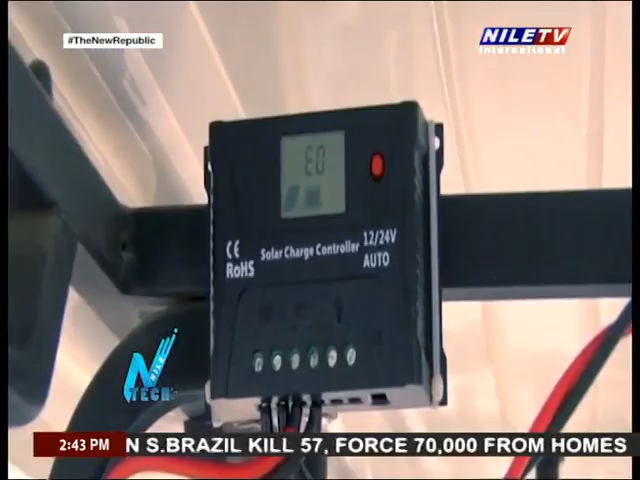 #TheNewRepublic
NILETV
International
E0
CE
RoHS
Solar Charge Controller
12/24V
AUTO
NILE
TECH
2:43 PM
N S.BRAZIL KILL 57, FORCE 70,000 FROM HOMES